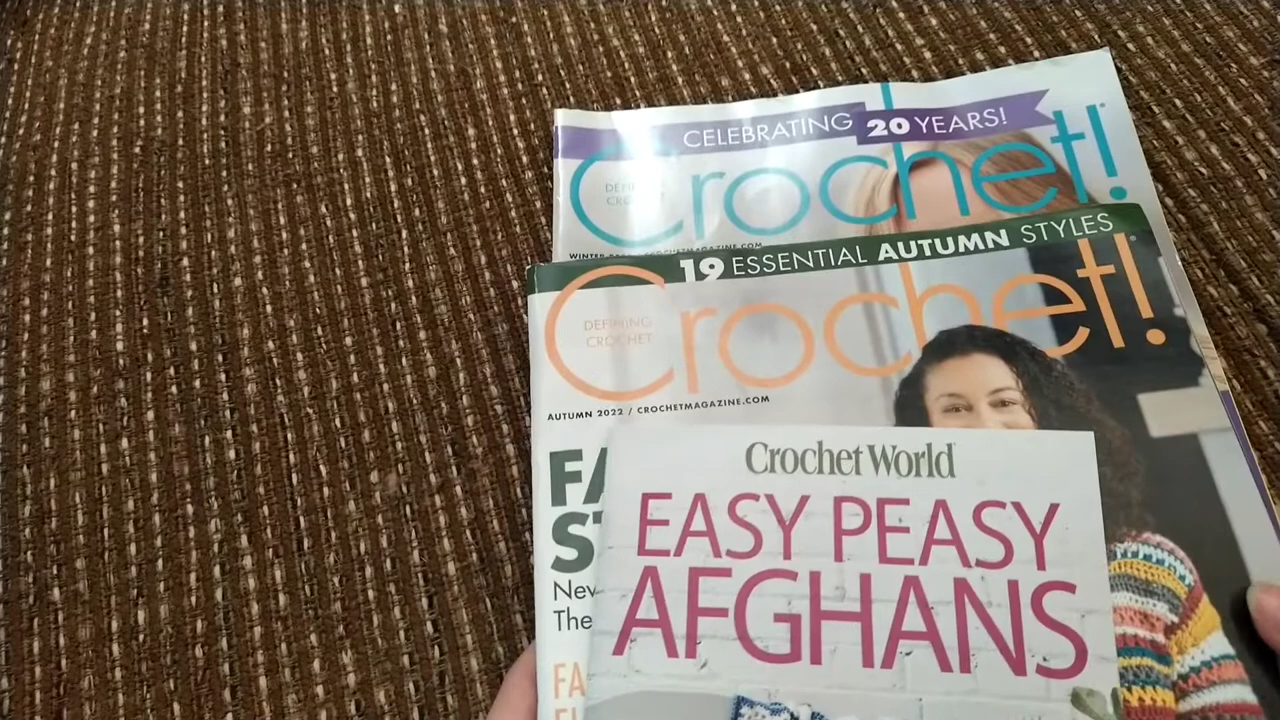 CELEBRATING 20 YEARS!
Crochet!
19 ESSENTIAL AUTUMN STYLES
Crochet!
DEFINING
CROCHET
AUTUMN 2022 / CROCHETMAGAZINE.COM
Crochet World
EASY PEASY
AFGHANS